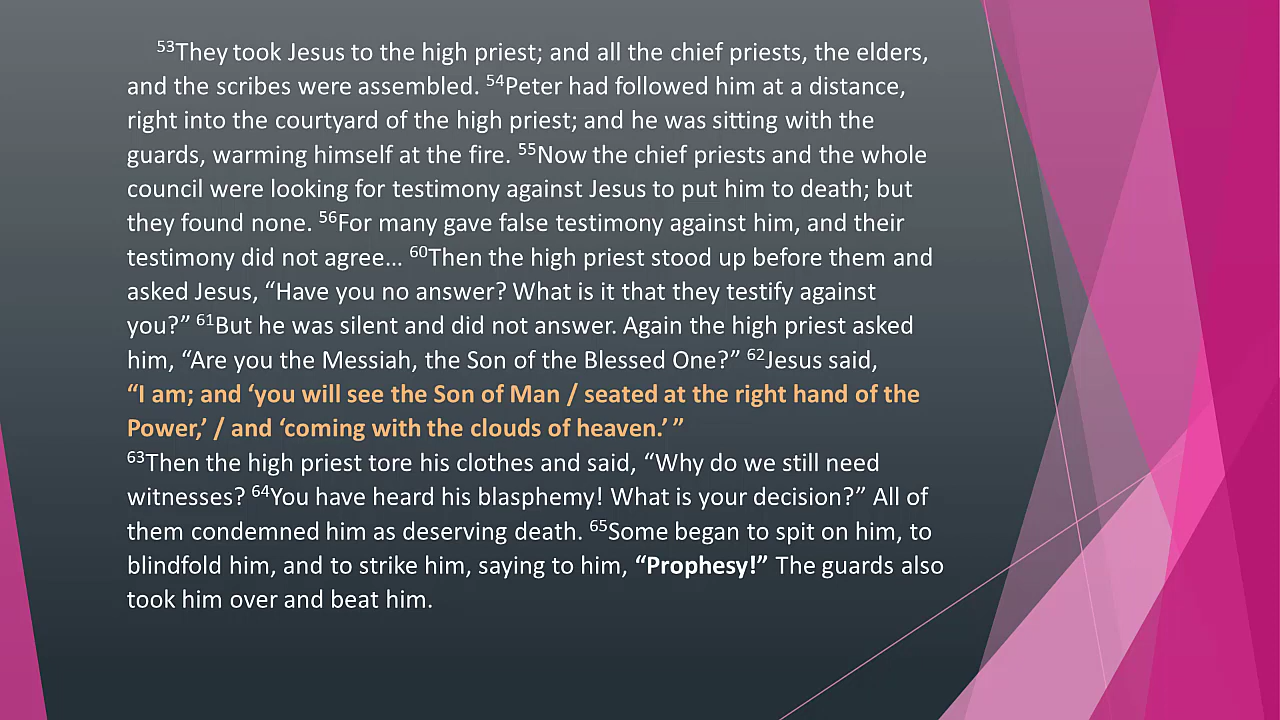 53They took Jesus to the high priest; and all the chief priests, the elders,
and the scribes were assembled. 54Peter had followed him at a distance,
right into the courtyard of the high priest; and he was sitting with the
guards, warming himself at the fire. 55Now the chief priests and the whole
council were looking for testimony against Jesus to put him to death; but
they found none. 56For many gave false testimony against him, and their
testimony did not agree… 60Then the high priest stood up before them and
asked Jesus, “Have you no answer? What is it that they testify against
you?” 61But he was silent and did not answer. Again the high priest asked
him, “Are you the Messiah, the Son of the Blessed One?” 62Jesus said,
“I am; and ‘you will see the Son of Man / seated at the right hand of the
Power,’ / and ‘coming with the clouds of heaven.’ ”
63Then the high priest tore his clothes and said, “Why do we still need
witnesses? 64You have heard his blasphemy! What is your decision?” All of
them condemned him as deserving death. 65Some began to spit on him, to
blindfold him, and to strike him, saying to him, “Prophesy!” The guards also
took him over and beat him.